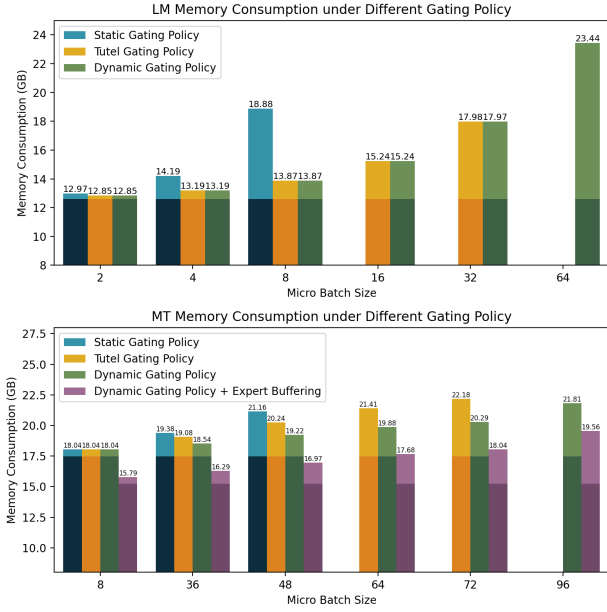 LM Memory Consumption under Different Gating Policy
Memory Consumption (GB)
24
22
20
18
16
14
12
10
8
Static Gating Policy
Tutel Gating Policy
Dynamic Gating Policy
12.97 12.85 12.85
14.19 13.19 13.19
18.88 13.87 13.87
15.24 15.24
17.98 17.97
23.44
2 4 8 16 32 64
Micro Batch Size
MT Memory Consumption under Different Gating Policy
Memory Consumption (GB)
27.5
25.0
22.5
20.0
17.5
15.0
12.5
10.0
Static Gating Policy
Tutel Gating Policy
Dynamic Gating Policy
Dynamic Gating Policy + Expert Buffering
18.04 18.04 18.04 15.79
19.38 19.08 18.54 16.29
21.16 20.24 19.22 16.97
21.41 19.88 17.68
22.18 20.29 18.04
21.81 19.56
8 36 48 64 72 96
Micro Batch Size